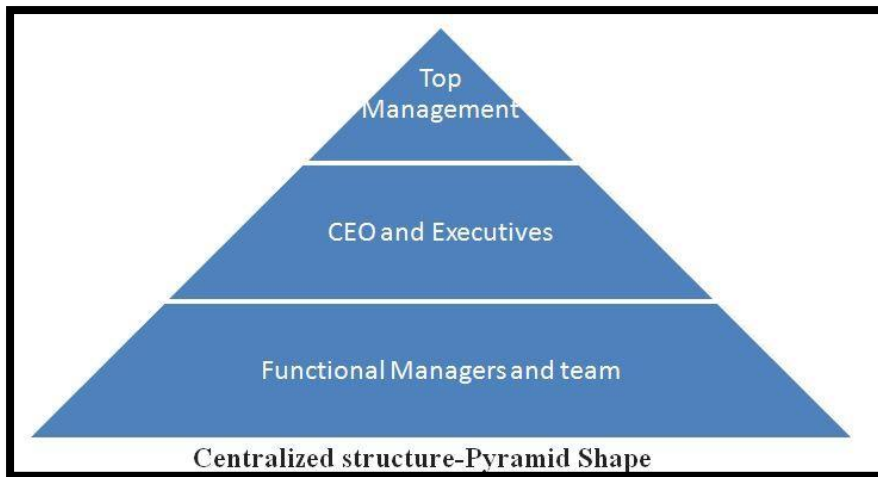 Top
Management
CEO and Executives
Functional Managers and team
Centralized structure-Pyramid Shape